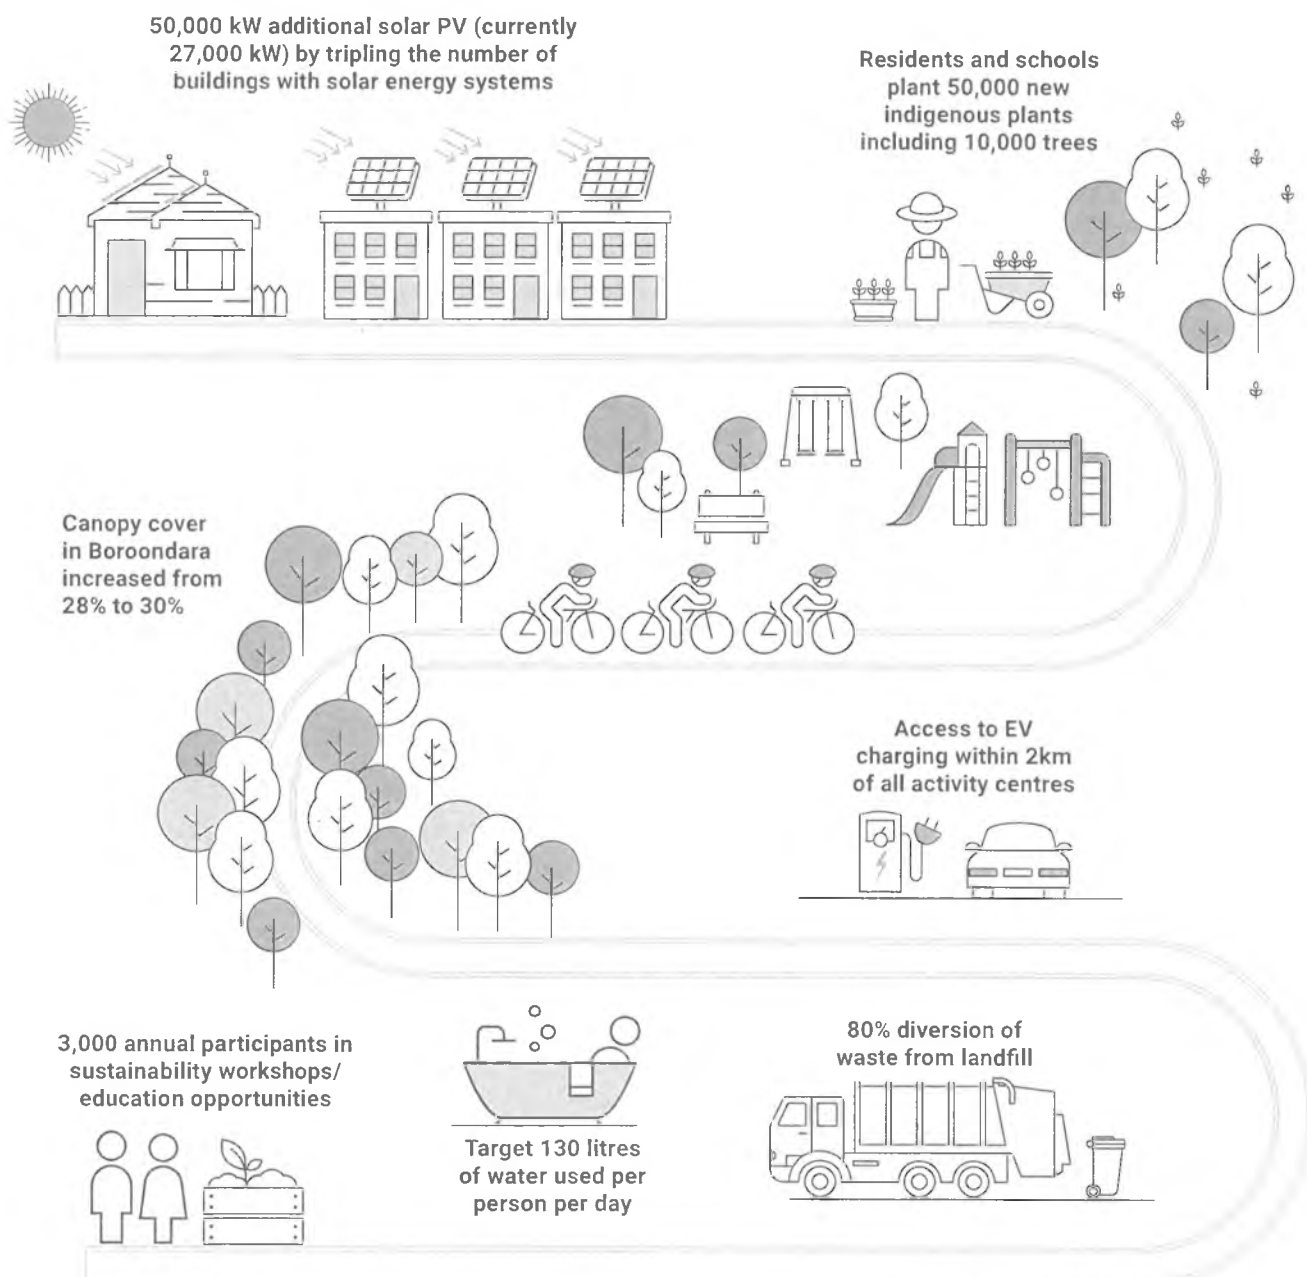 50,000 kW additional solar PV (currently
27,000 kW) by tripling the number of
buildings with solar energy systems
Residents and schools
plant 50,000 new
indigenous plants
including 10,000 trees
Canopy cover
in Boroondara
increased from
28% to 30%
Access to EV
charging within 2km
of all activity centres
3,000 annual participants in
sustainability workshops/
education opportunities
Target 130 litres
of water used per
person per day
80% diversion of
waste from landfill